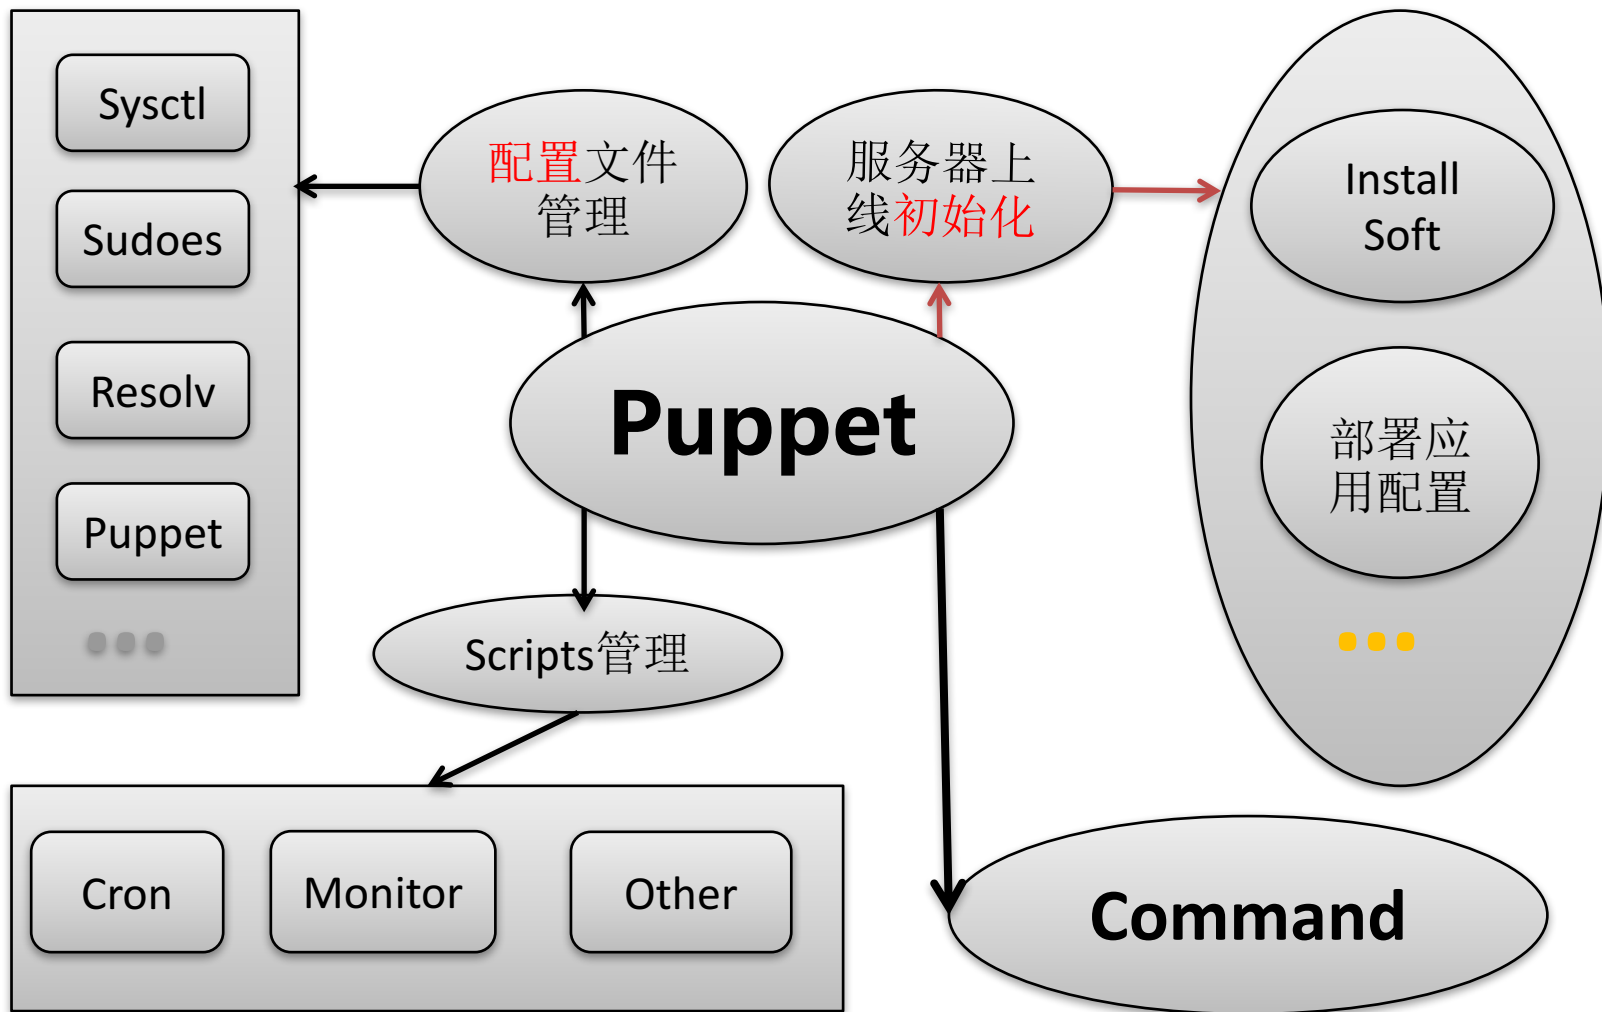 Sysctl
Sudoes
Resolv
Puppet
配置文件
管理
服务器上
线初始化
Install
Soft
部署应
用配置
Puppet
Scripts管理
Cron
Monitor
Other
Command